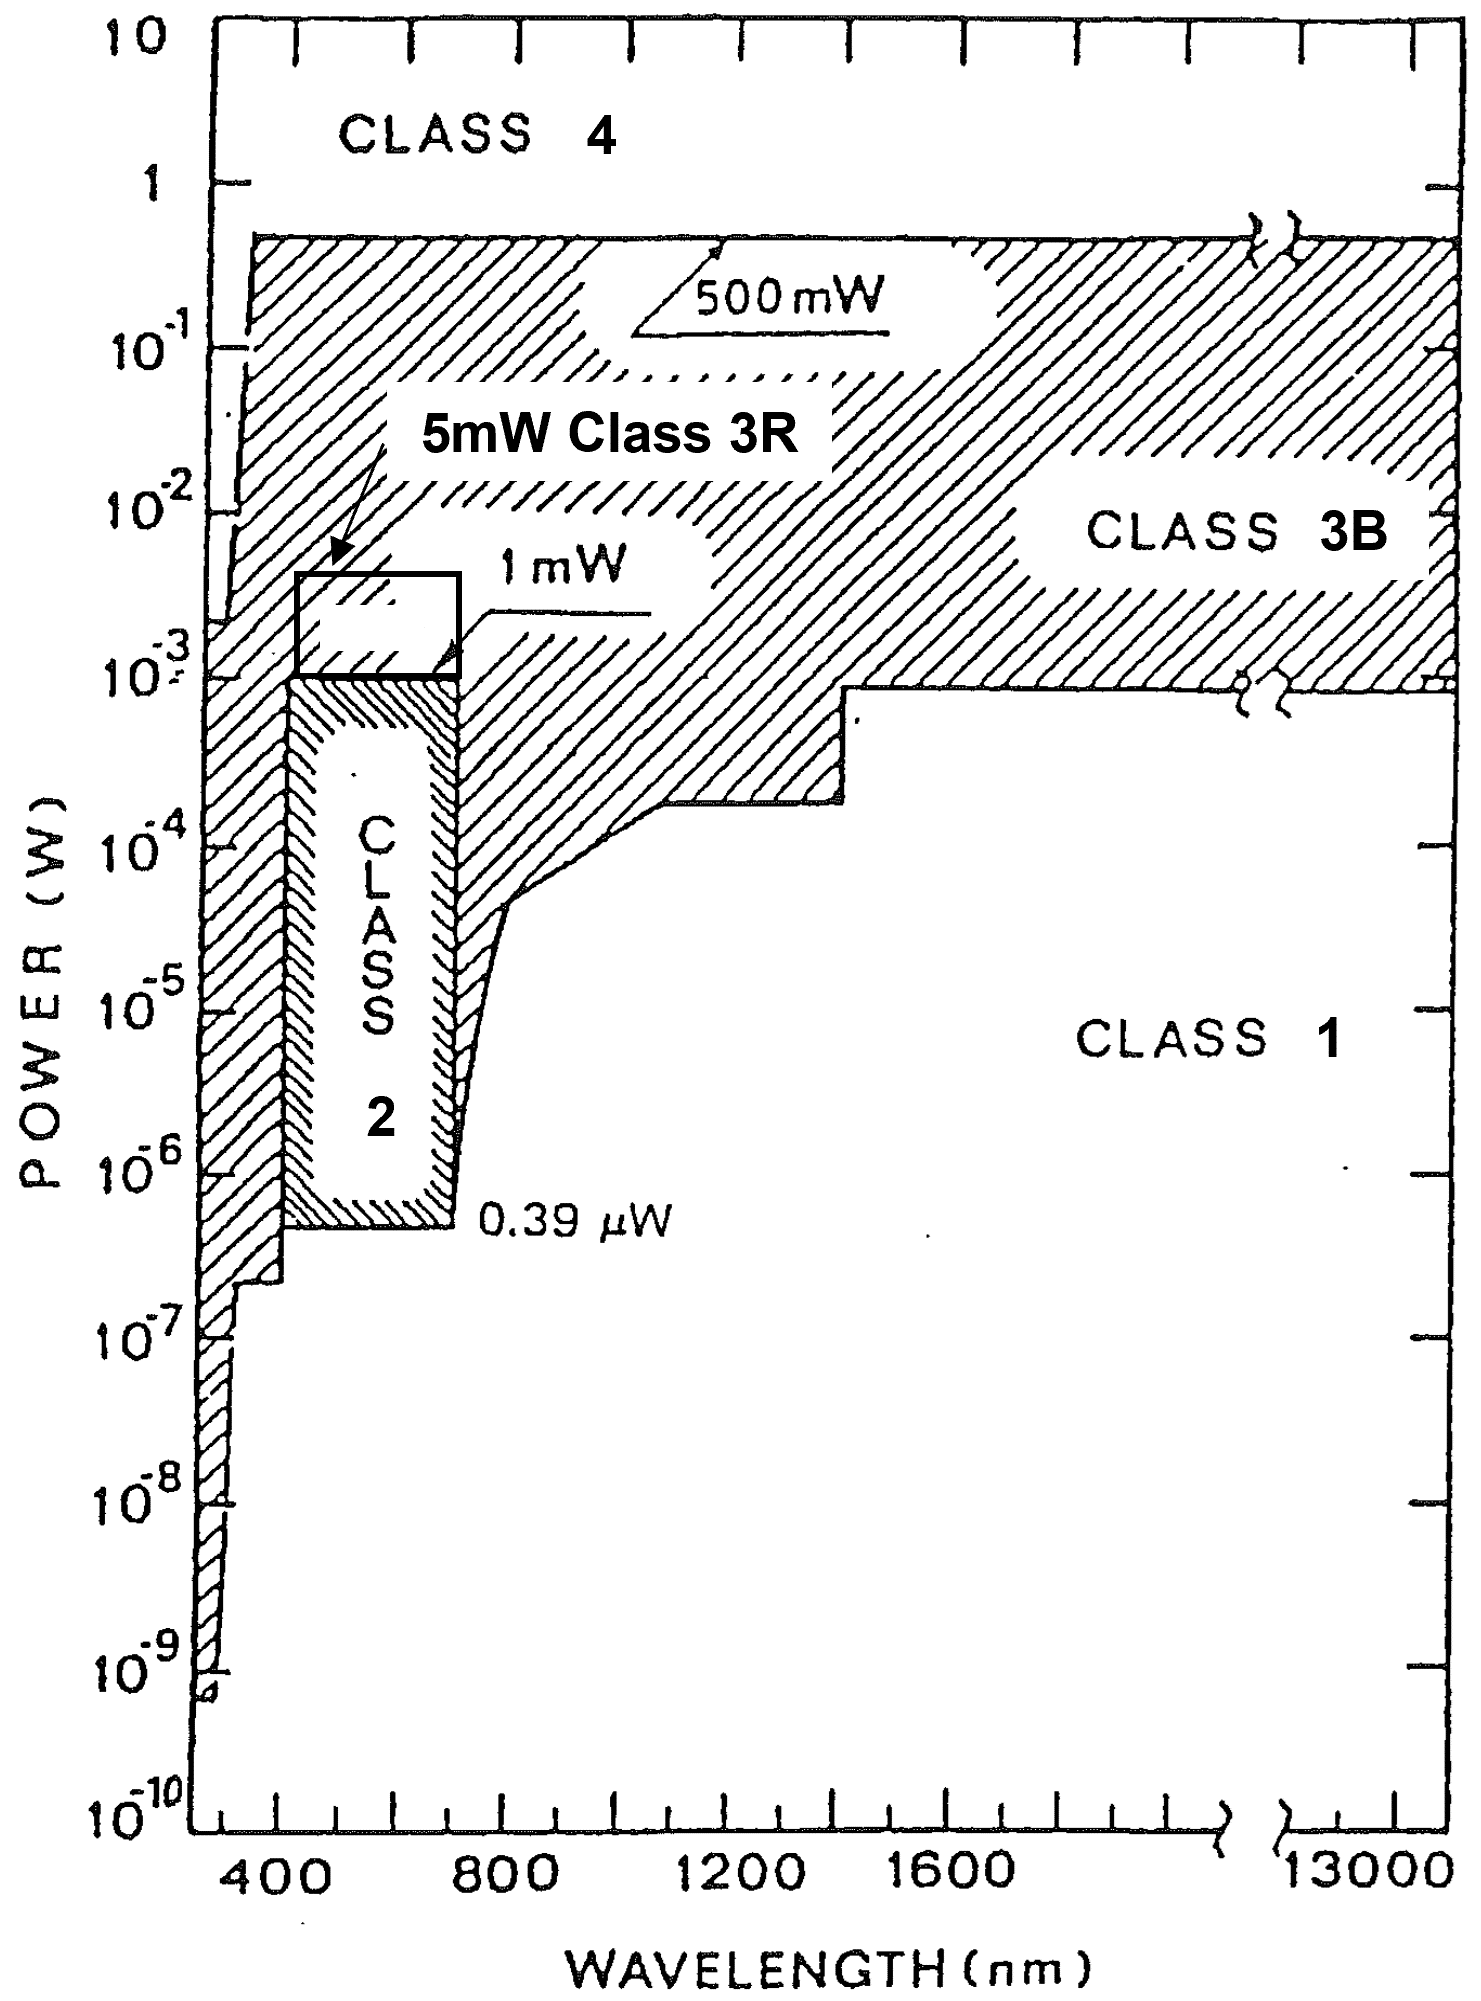 10
CLASS 4
1
500 mW
10-1
5mW Class 3R
10-2
CLASS 3B
1 mW
10-3
POWER (W)
10-4
CLASS
2
10-5
CLASS 1
10-6
0.39 µW
10-7
10-8
10-9
10-10
400 800 1200 1600 13000
WAVELENGTH (nm)